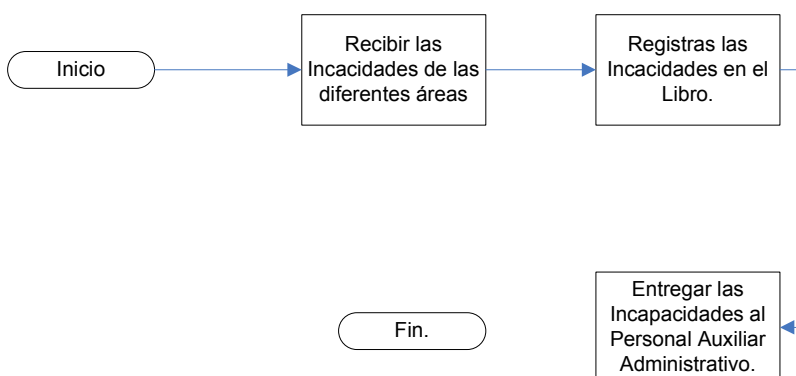 Inicio
Recibir las
Incacidades de las
diferentes áreas
Registras las
Incacidades en el
Libro.
Entregar las
Incapacidades al
Personal Auxiliar
Administrativo.
Fin.